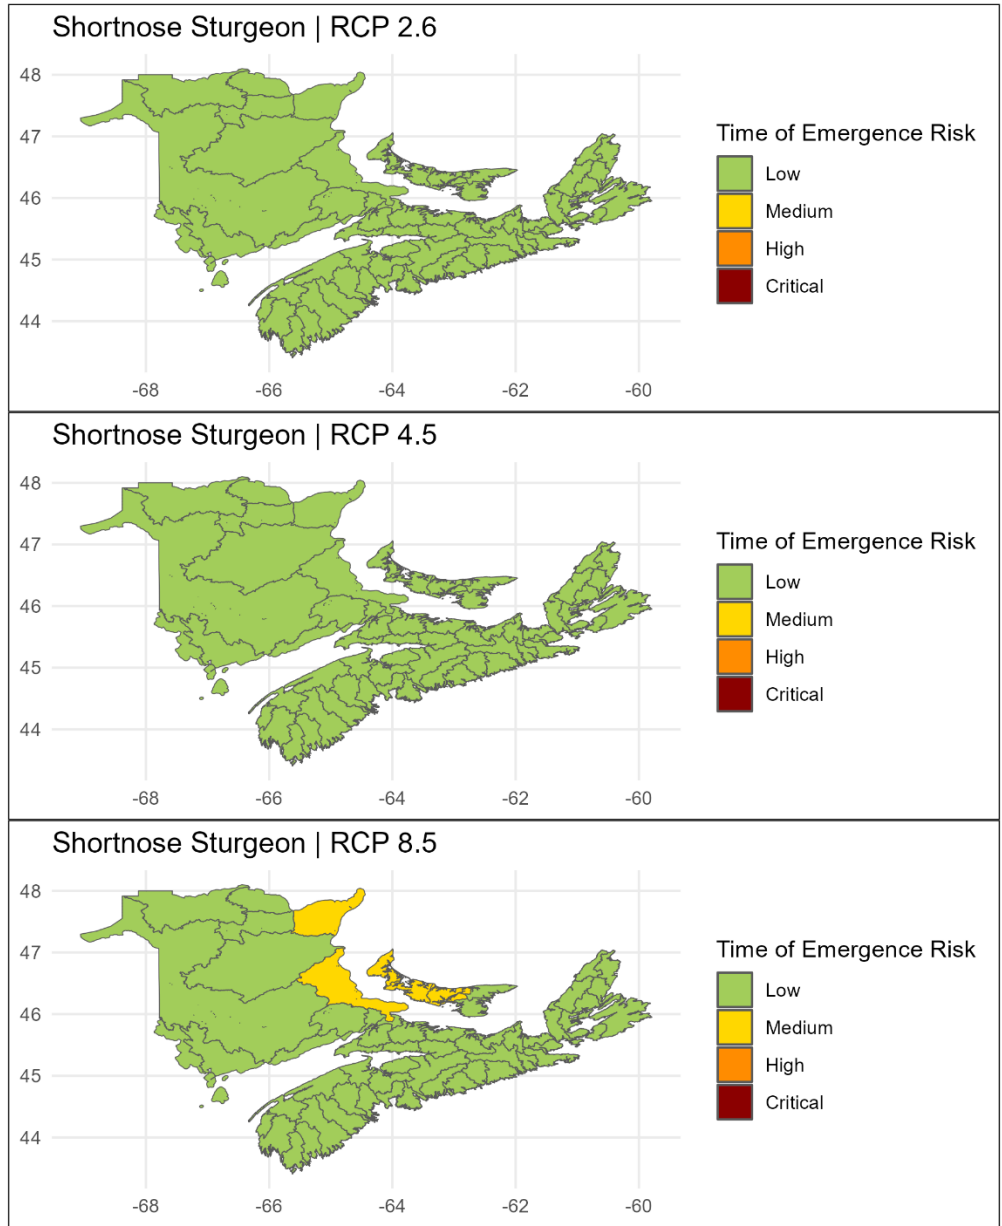 Shortnose Sturgeon | RCP 2.6
48
47
46
45
44
-68 -66 -64 -62 -60
Time of Emergence Risk
Low
Medium
High
Critical
Shortnose Sturgeon | RCP 4.5
48
47
46
45
44
-68 -66 -64 -62 -60
Time of Emergence Risk
Low
Medium
High
Critical
Shortnose Sturgeon | RCP 8.5
48
47
46
45
44
-68 -66 -64 -62 -60
Time of Emergence Risk
Low
Medium
High
Critical